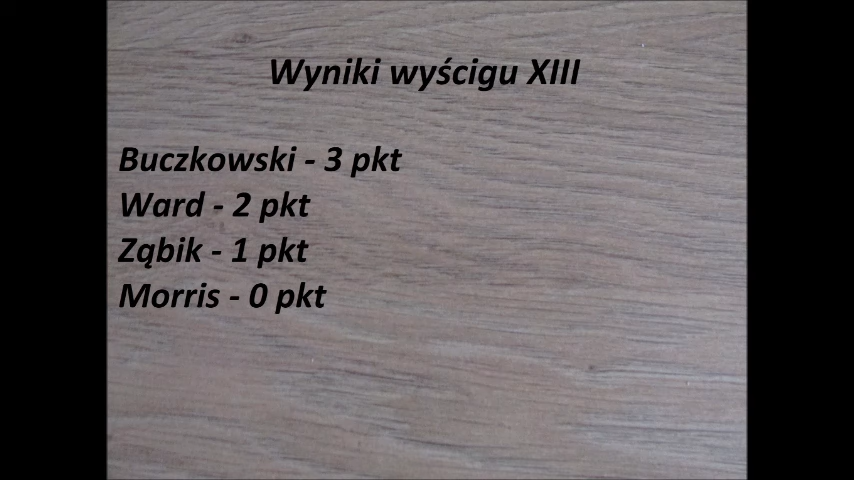 Wyniki wyścigu XIII
Buczkowski - 3 pkt
Ward - 2 pkt
Ząbik - 1 pkt
Morris - 0 pkt